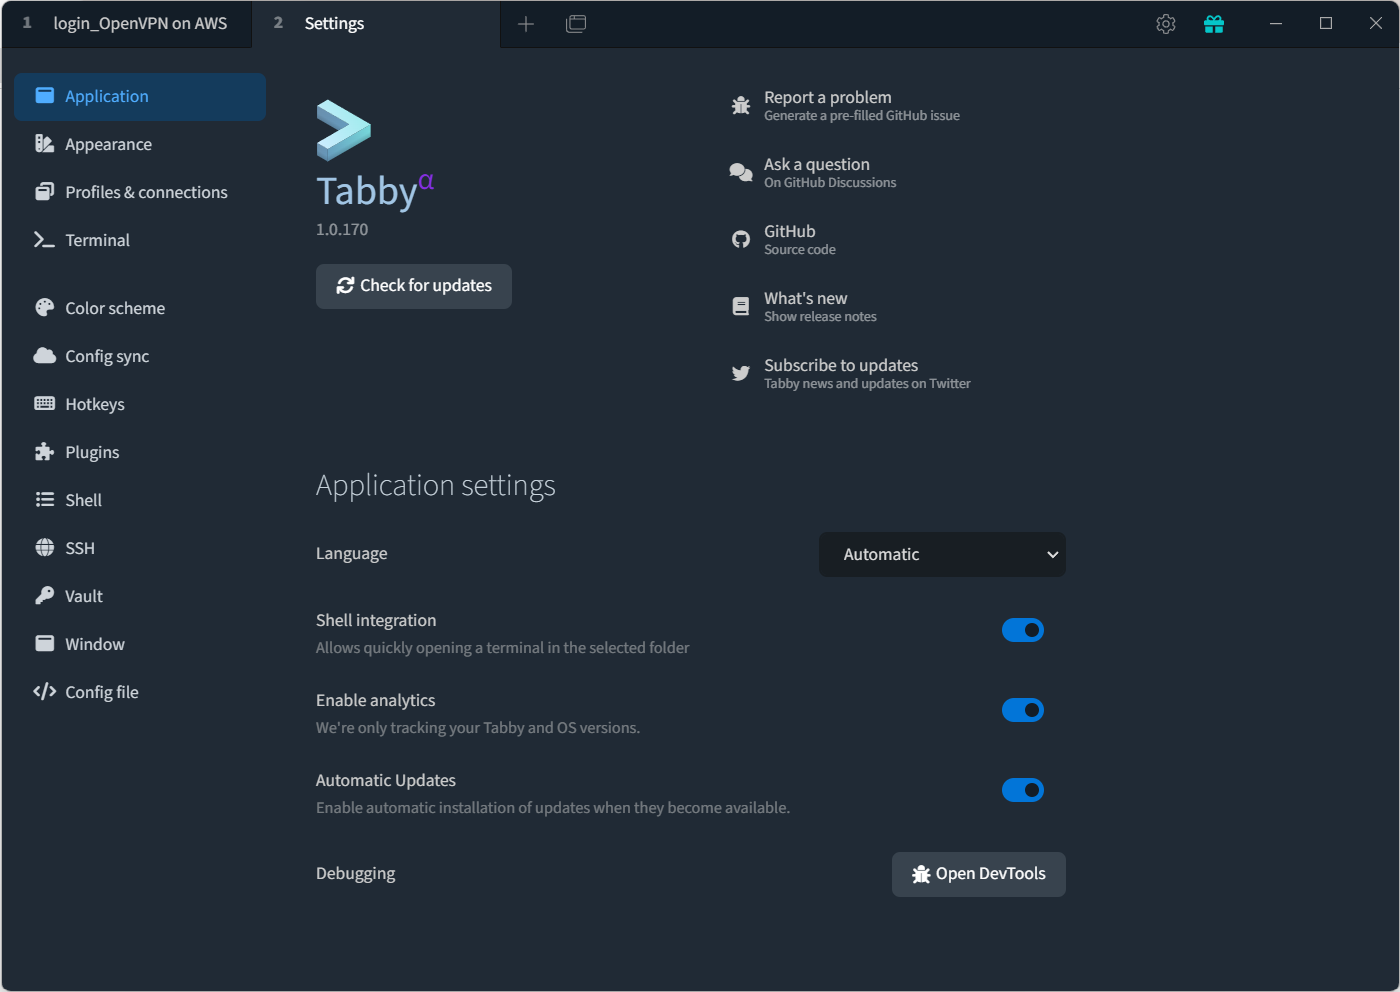 1 login_OpenVPN on AWS
2 Settings
Application
Appearance
Profiles & connections
Terminal
Color scheme
Config sync
Hotkeys
Plugins
Shell
SSH
Vault
Window
Config file
Tabbyα
1.0.170
Check for updates
Report a problem
Generate a pre-filled GitHub issue
Ask a question
On GitHub Discussions
GitHub
Source code
What's new
Show release notes
Subscribe to updates
Tabby news and updates on Twitter
Application settings
Language
Automatic
Shell integration
Allows quickly opening a terminal in the selected folder
Enable analytics
We're only tracking your Tabby and OS versions.
Automatic Updates
Enable automatic installation of updates when they become available.
Debugging
Open DevTools